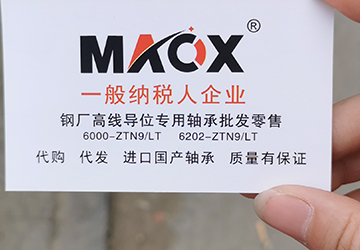 MAOX®
一般纳税人企业
钢厂高线导位专用轴承批发零售
6000-ZTN9/LT 6202-ZTN9/LT
代购 代发 进口国产轴承 质量有保证